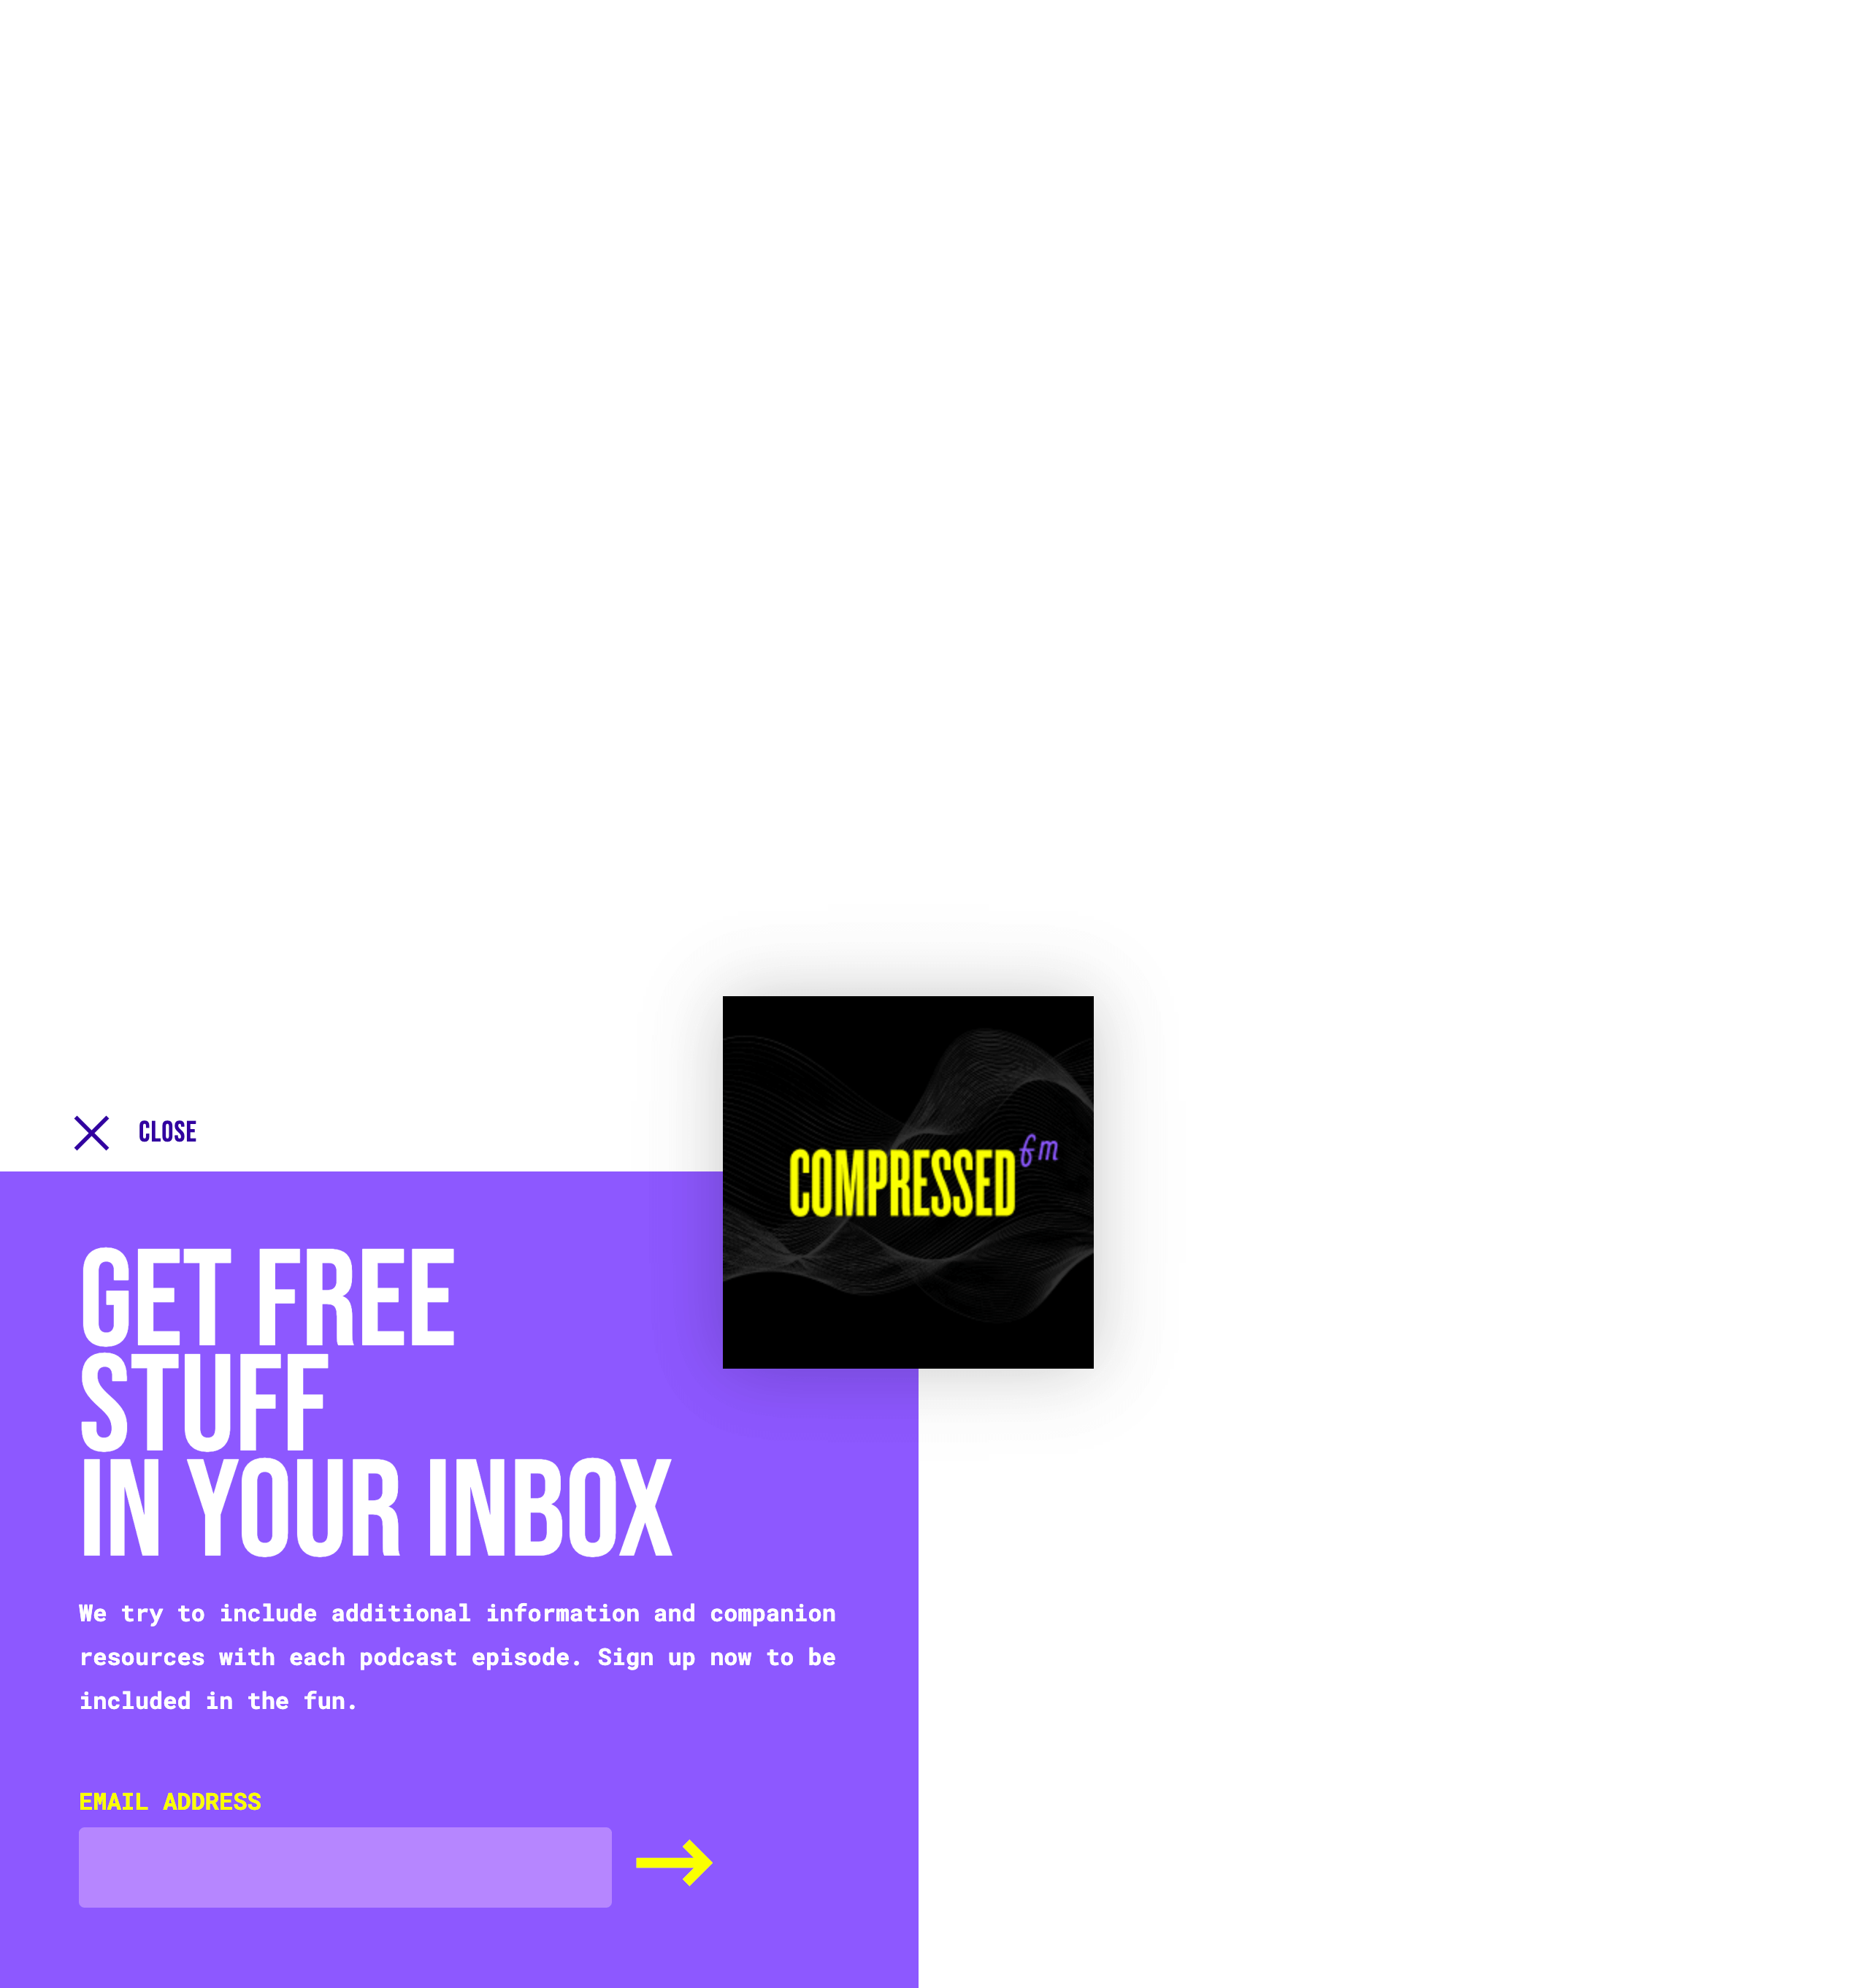 CLOSE
COMPRESSED fm
GET FREE
STUFF
IN YOUR INBOX
We try to include additional information and companion
resources with each podcast episode. Sign up now to be
included in the fun.
EMAIL ADDRESS